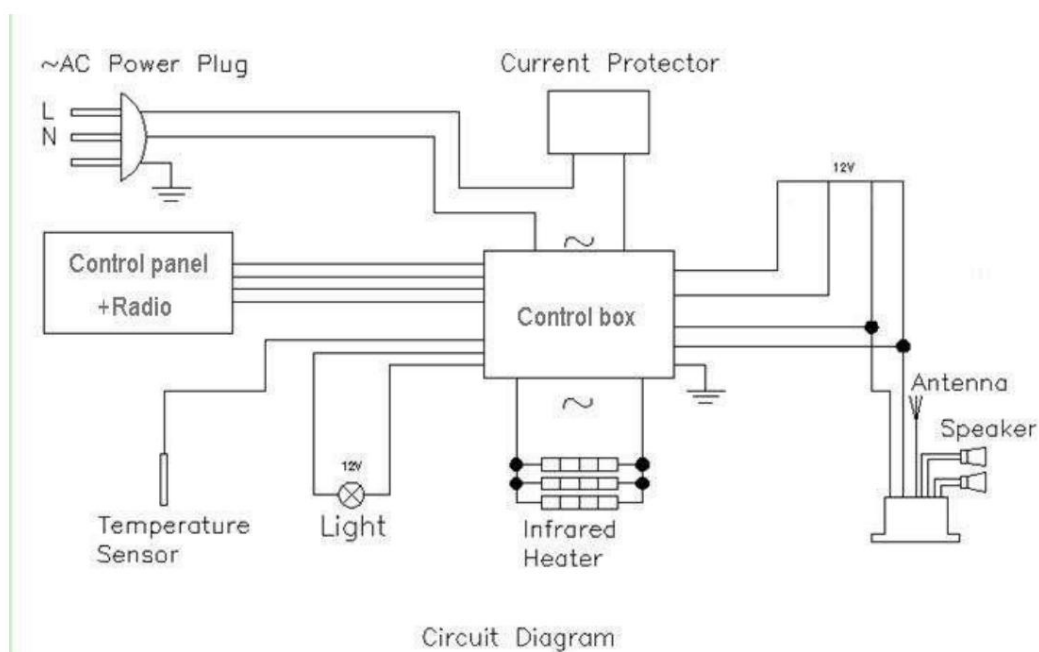 ~AC Power Plug
Current Protector
L
N
12V
~
Control panel
+Radio
Control box
~
Antenna
Speaker
12V
Temperature
Sensor
Light
Infrared
Heater
Circuit Diagram